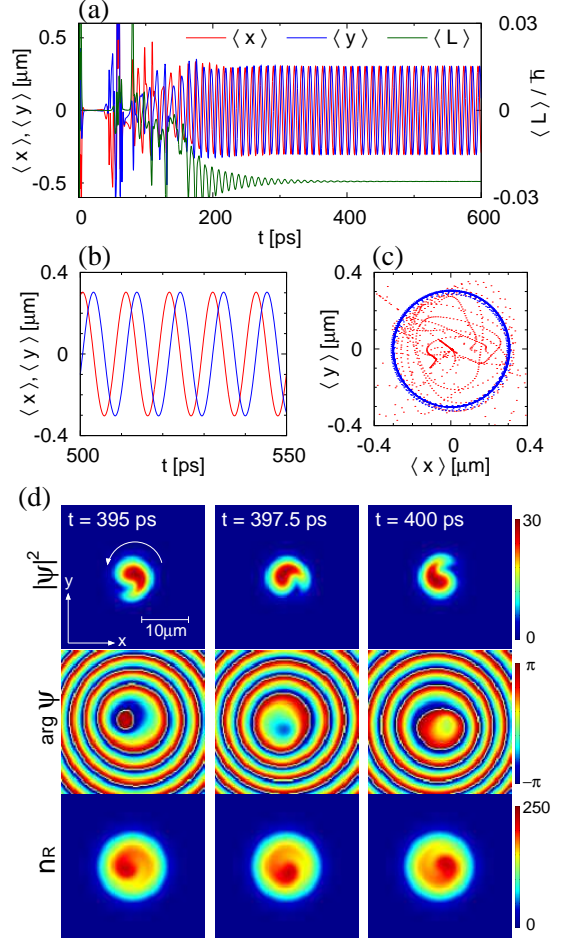 (a)
⟨ x ⟩ ⟨ y ⟩ ⟨ L ⟩
⟨ x ⟩, ⟨ y ⟩ [μm]
0.5
0
-0.5
0.03
0
-0.03
⟨ L ⟩ / ℏ
0 200 400 600
t [ps]
(b)
⟨ x ⟩, ⟨ y ⟩ [μm]
0.4
0
-0.4
500 550
t [ps]
(c)
⟨ y ⟩ [μm]
0.4
0
-0.4
-0.4 0 0.4
⟨ x ⟩ [μm]
(d)
t = 395 ps t = 397.5 ps t = 400 ps
|ψ|²
y
x
10μm
30
0
arg ψ
π
−π
nR
250
0